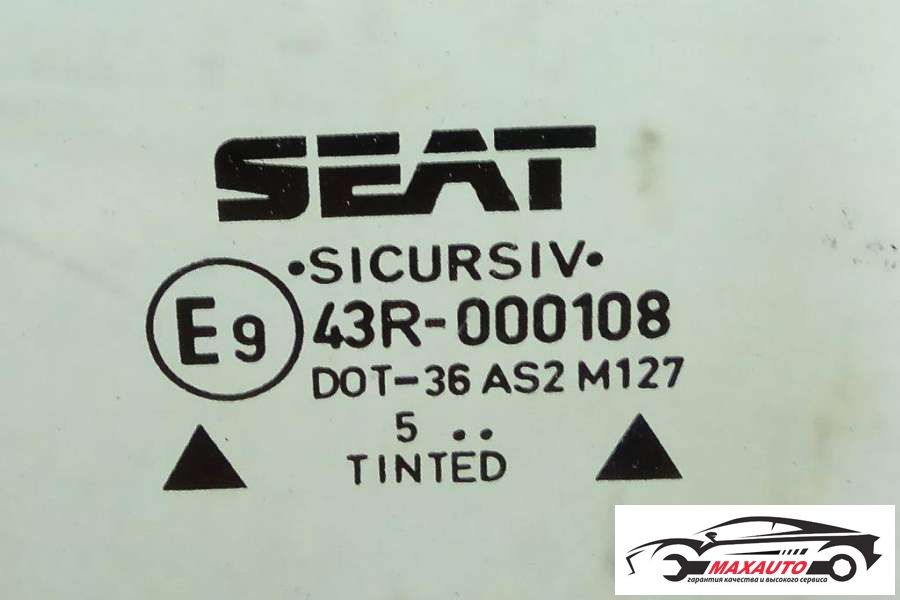 SEAT
•SICURSIV•
E9 43R-000108
DOT-36 AS2 M127
5 ..
TINTED
MAXAUTO
гарантия качества и высокого сервиса